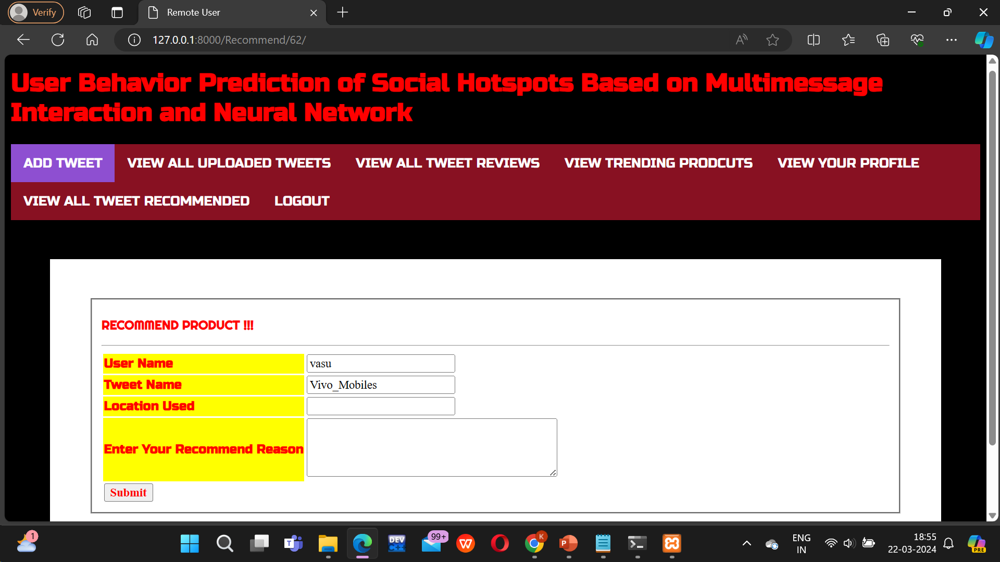 Verify
Remote User
127.0.0.1:8000/Recommend/62/
User Behavior Prediction of Social Hotspots Based on Multimessage
Interaction and Neural Network
ADD TWEET VIEW ALL UPLOADED TWEETS VIEW ALL TWEET REVIEWS VIEW TRENDING PRODCUTS VIEW YOUR PROFILE
VIEW ALL TWEET RECOMMENDED LOGOUT
RECOMMEND PRODUCT !!!
User Name vasu
Tweet Name Vivo_Mobiles
Location Used
Enter Your Recommend Reason
Submit
1
T
DEV
C++
99+
W
K
P
ENG
IN
18:55
22-03-2024
PRE